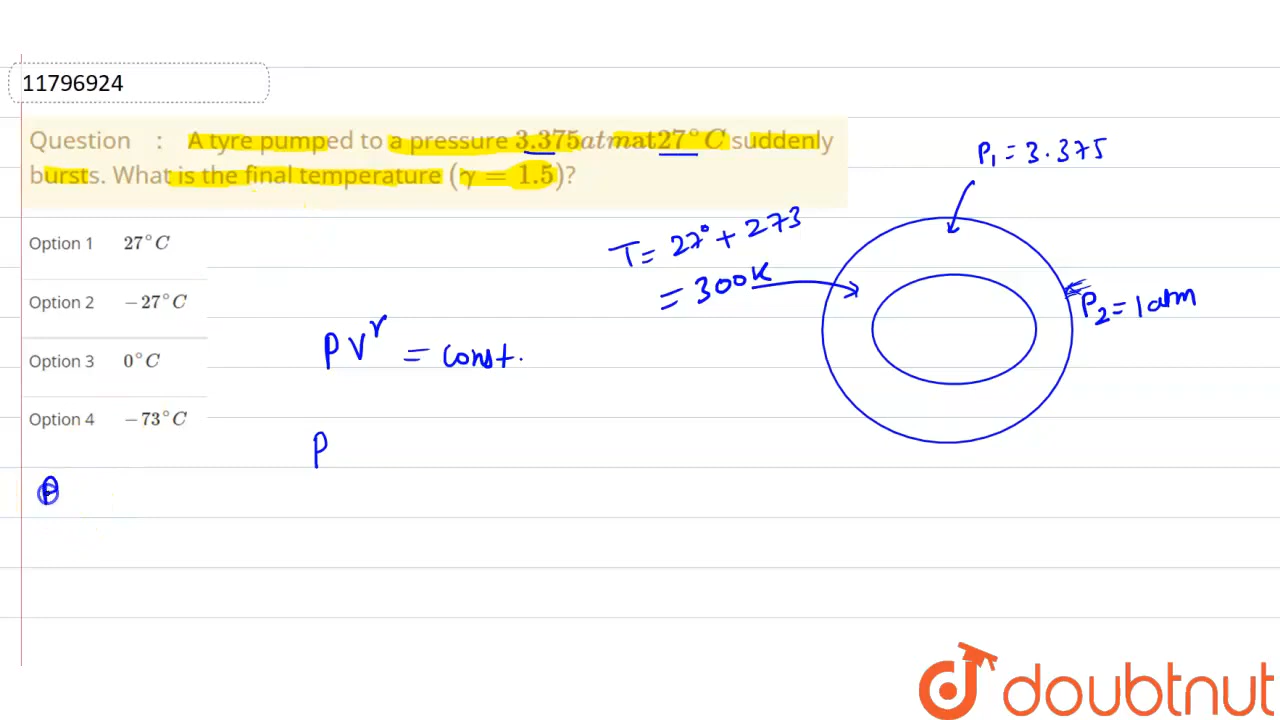 11796924
Question : A tyre pumped to a pressure 3.375atmat27°C suddenly
bursts. What is the final temperature (γ = 1.5)?
Option 1 27°C
Option 2 −27°C
Option 3 0°C
Option 4 −73°C
P₁ = 3.375
T = 27° + 273
= 300K
P₂ = 1 atm
PV^r = const.
P
doubtnut